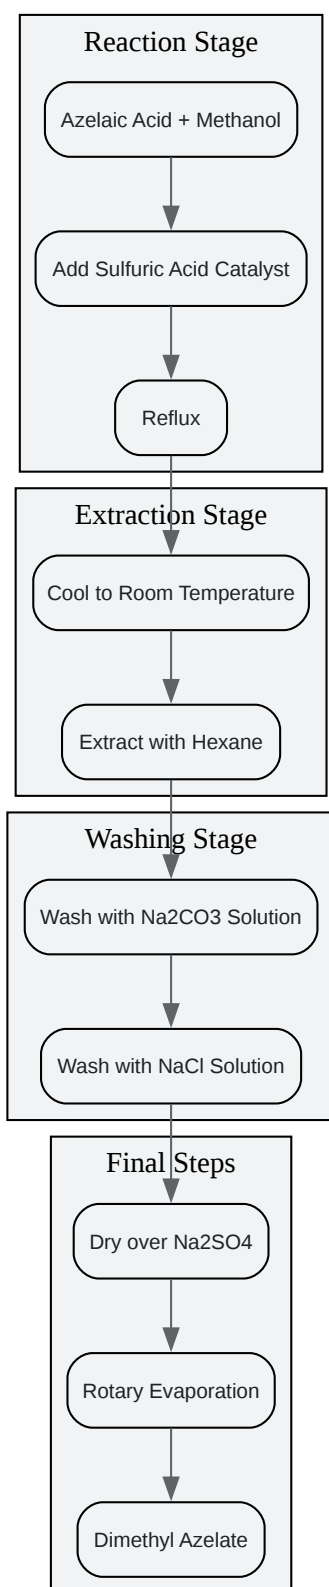 Reaction Stage
Azelaic Acid + Methanol
Add Sulfuric Acid Catalyst
Reflux
Extraction Stage
Cool to Room Temperature
Extract with Hexane
Washing Stage
Wash with Na2CO3 Solution
Wash with NaCl Solution
Final Steps
Dry over Na2SO4
Rotary Evaporation
Dimethyl Azelate